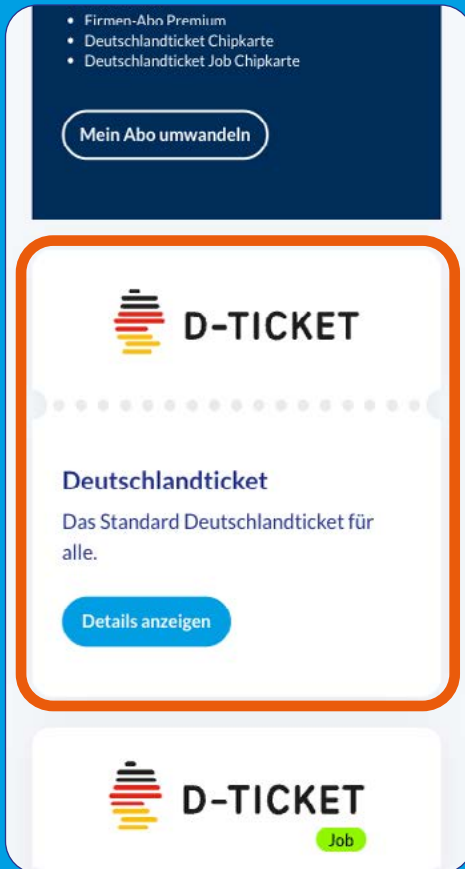 Firmen-Abo Premium
Deutschlandticket Chipkarte
Deutschlandticket Job Chipkarte
Mein Abo umwandeln
D-TICKET
Deutschlandticket
Das Standard Deutschlandticket für
alle.
Details anzeigen
D-TICKET
Job